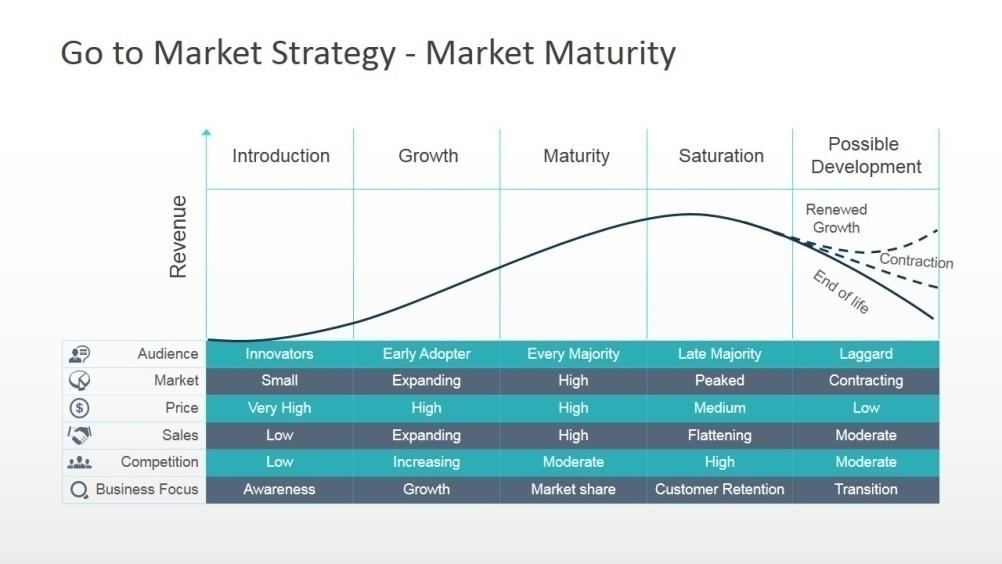 Go to Market Strategy - Market Maturity
Introduction
Growth
Maturity
Saturation
Possible
Development
Revenue
Renewed
Growth
Contraction
End of life
Audience Innovators Early Adopter Every Majority Late Majority Laggard
Market Small Expanding High Peaked Contracting
Price Very High High High Medium Low
Sales Low Expanding High Flattening Moderate
Competition Low Increasing Moderate High Moderate
Business Focus Awareness Growth Market share Customer Retention Transition